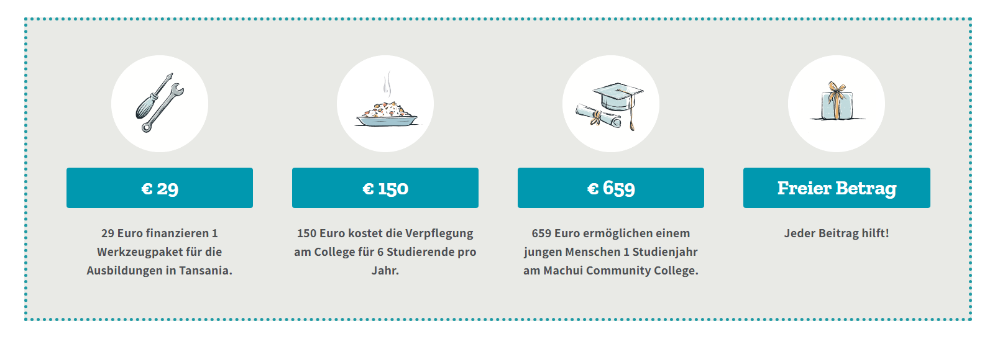 € 29
29 Euro finanzieren 1
Werkzeugpaket für die
Ausbildungen in Tansania.
€ 150
150 Euro kostet die Verpflegung
am College für 6 Studierende pro
Jahr.
€ 659
659 Euro ermöglichen einem
jungen Menschen 1 Studienjahr
am Machui Community College.
Freier Betrag
Jeder Beitrag hilft!